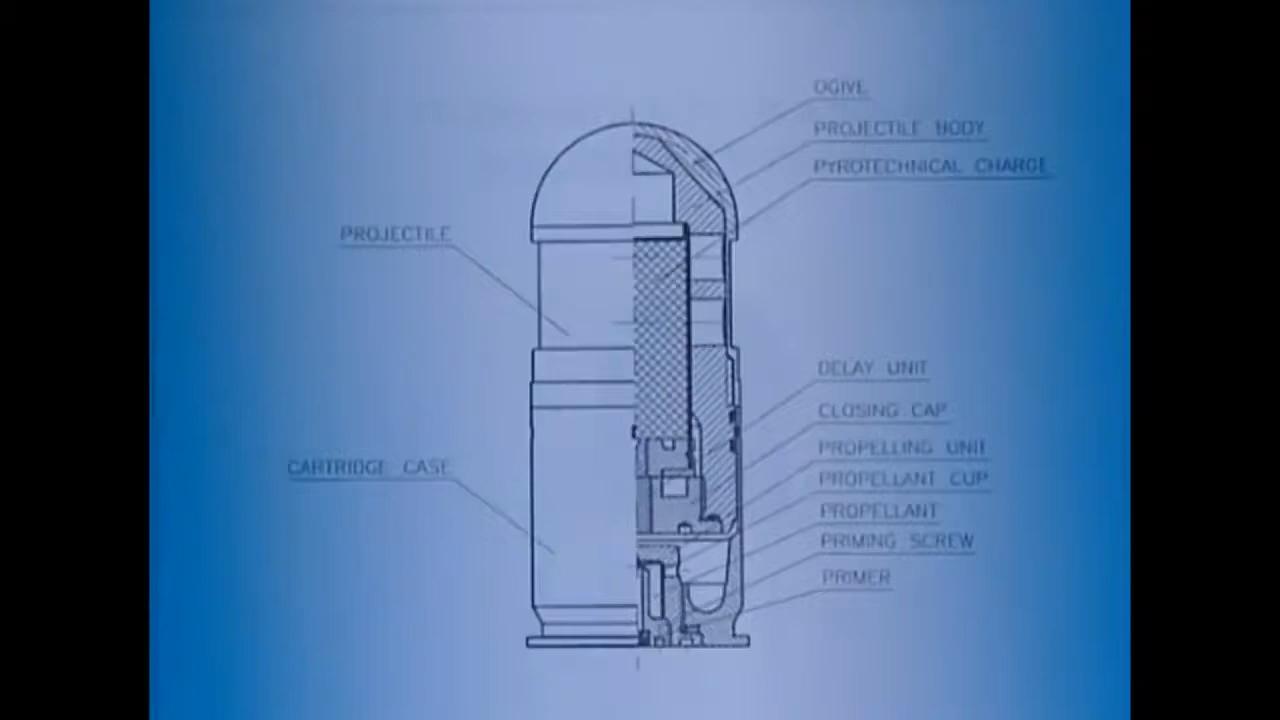 OGIVE
PROJECTILE BODY
PYROTECHNICAL CHARGE
PROJECTILE
DELAY UNIT
CLOSING CAP
CARTRIDGE CASE
PROPELLING UNIT
PROPELLANT CUP
PROPELLANT
PRIMING SCREW
PRIMER